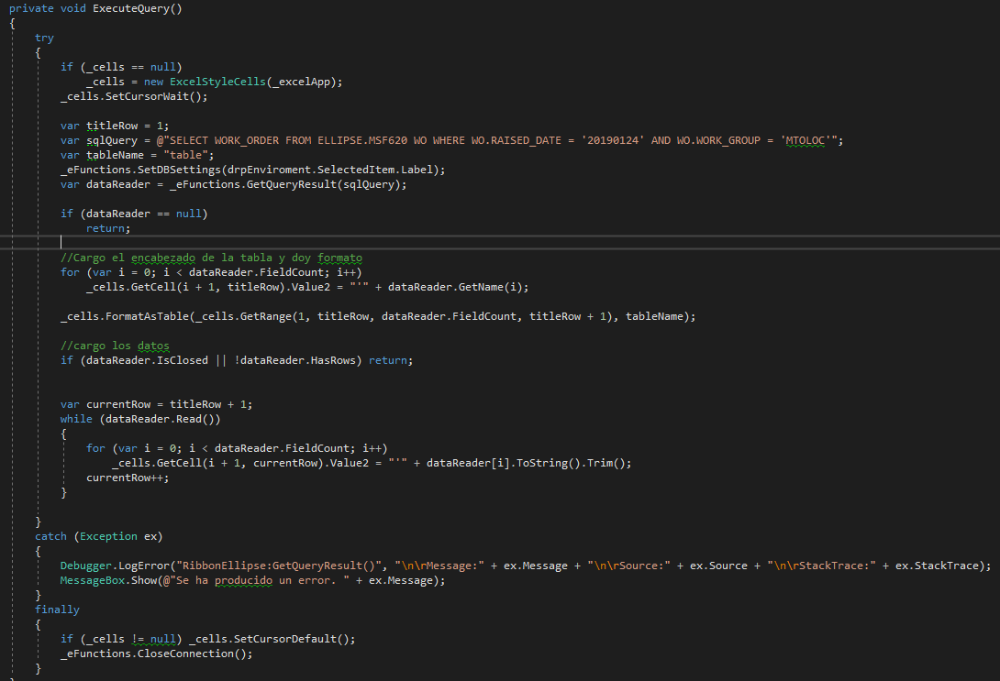 private void ExecuteQuery()
{
try
{
if (_cells == null)
_cells = new ExcelStyleCells(_excelApp);
_cells.SetCursorWait();
var titleRow = 1;
var sqlQuery = @"SELECT WORK_ORDER FROM ELLIPSE.MSF620 WO WHERE WO.RAISED_DATE = '20190124' AND WO.WORK_GROUP = 'MTOLOC'";
var tableName = "table";
_eFunctions.SetDBSettings(drpEnviroment.SelectedItem.Label);
var dataReader = _eFunctions.GetQueryResult(sqlQuery);
if (dataReader == null)
return;
//Cargo el encabezado de la tabla y doy formato
for (var i = 0; i < dataReader.FieldCount; i++)
_cells.GetCell(i + 1, titleRow).Value2 = "'" + dataReader.GetName(i);
_cells.FormatAsTable(_cells.GetRange(1, titleRow, dataReader.FieldCount, titleRow + 1), tableName);
//cargo los datos
if (dataReader.IsClosed || !dataReader.HasRows) return;
var currentRow = titleRow + 1;
while (dataReader.Read())
{
for (var i = 0; i < dataReader.FieldCount; i++)
_cells.GetCell(i + 1, currentRow).Value2 = "'" + dataReader[i].ToString().Trim();
currentRow++;
}
}
catch (Exception ex)
{
Debugger.LogError("RibbonEllipse:GetQueryResult()", "\n\rMessage:" + ex.Message + "\n\rSource:" + ex.Source + "\n\rStackTrace:" + ex.StackTrace);
MessageBox.Show(@"Se ha producido un error. " + ex.Message);
}
finally
{
if (_cells != null) _cells.SetCursorDefault();
_eFunctions.CloseConnection();
}